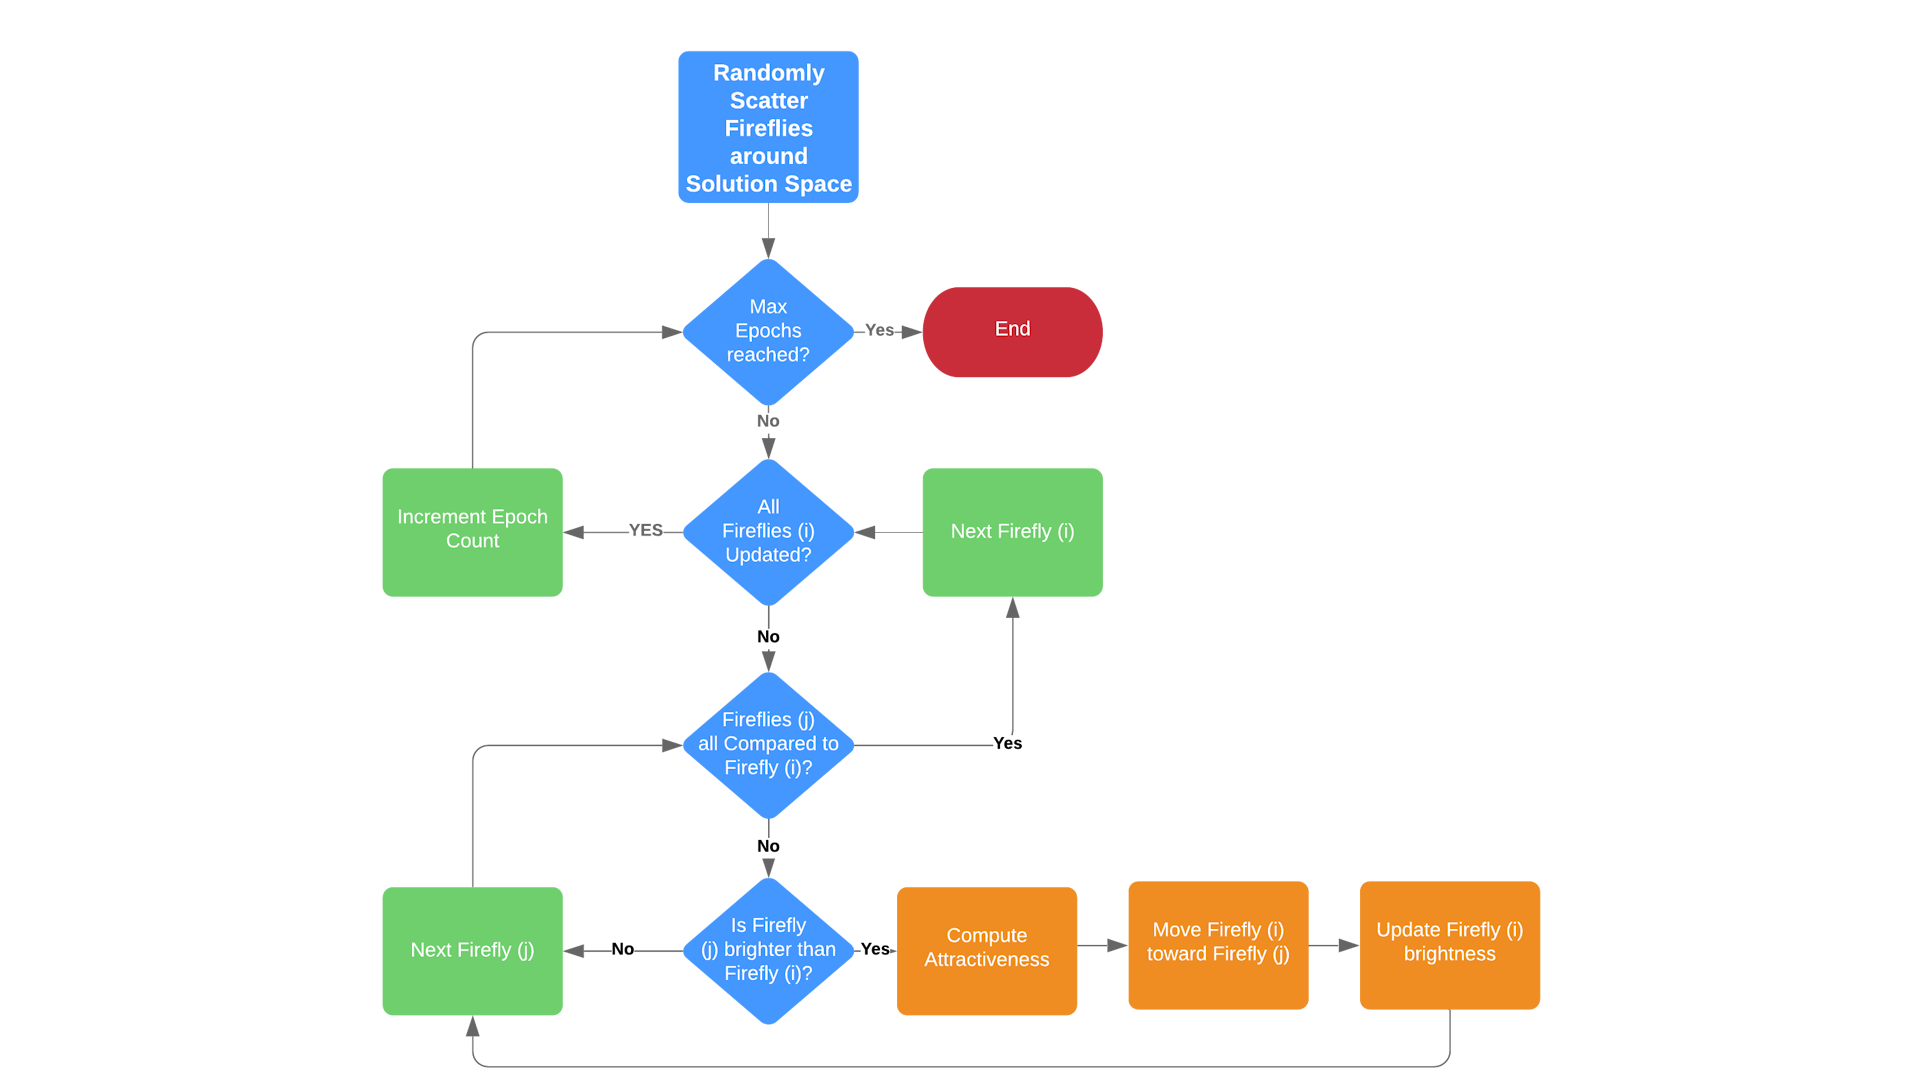 Randomly
Scatter
Fireflies
around
Solution Space
Max
Epochs
reached?
Yes
End
No
Increment Epoch
Count
YES
All
Fireflies (i)
Updated?
Next Firefly (i)
No
Fireflies (j)
all Compared to
Firefly (i)?
Yes
No
Next Firefly (j)
No
Is Firefly
(j) brighter than
Firefly (i)?
Yes
Compute
Attractiveness
Move Firefly (i)
toward Firefly (j)
Update Firefly (i)
brightness